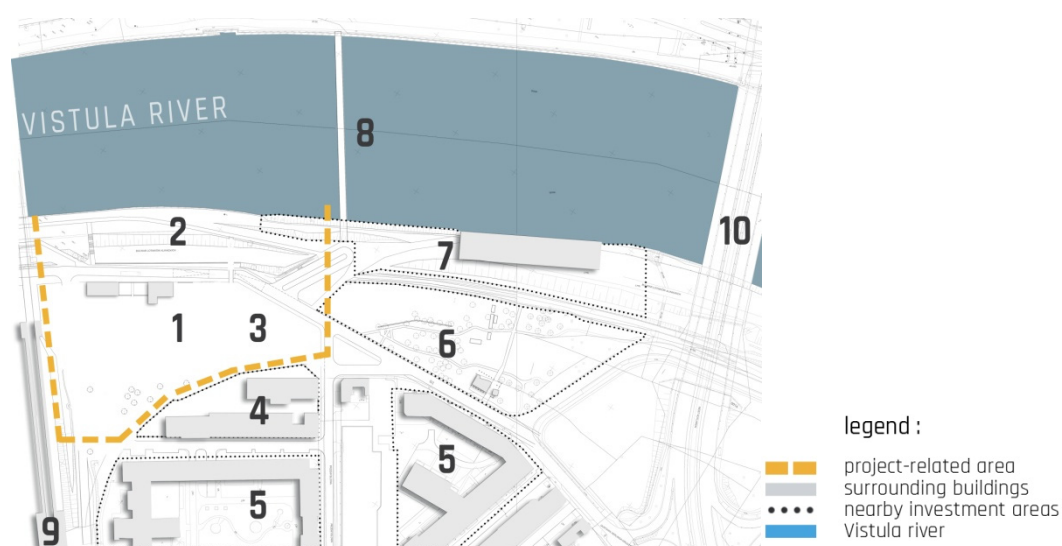 VISTULA RIVER
8
2
10
7
1
3
6
4
5
5
9
legend :
project-related area
surrounding buildings
nearby investment areas
Vistula river